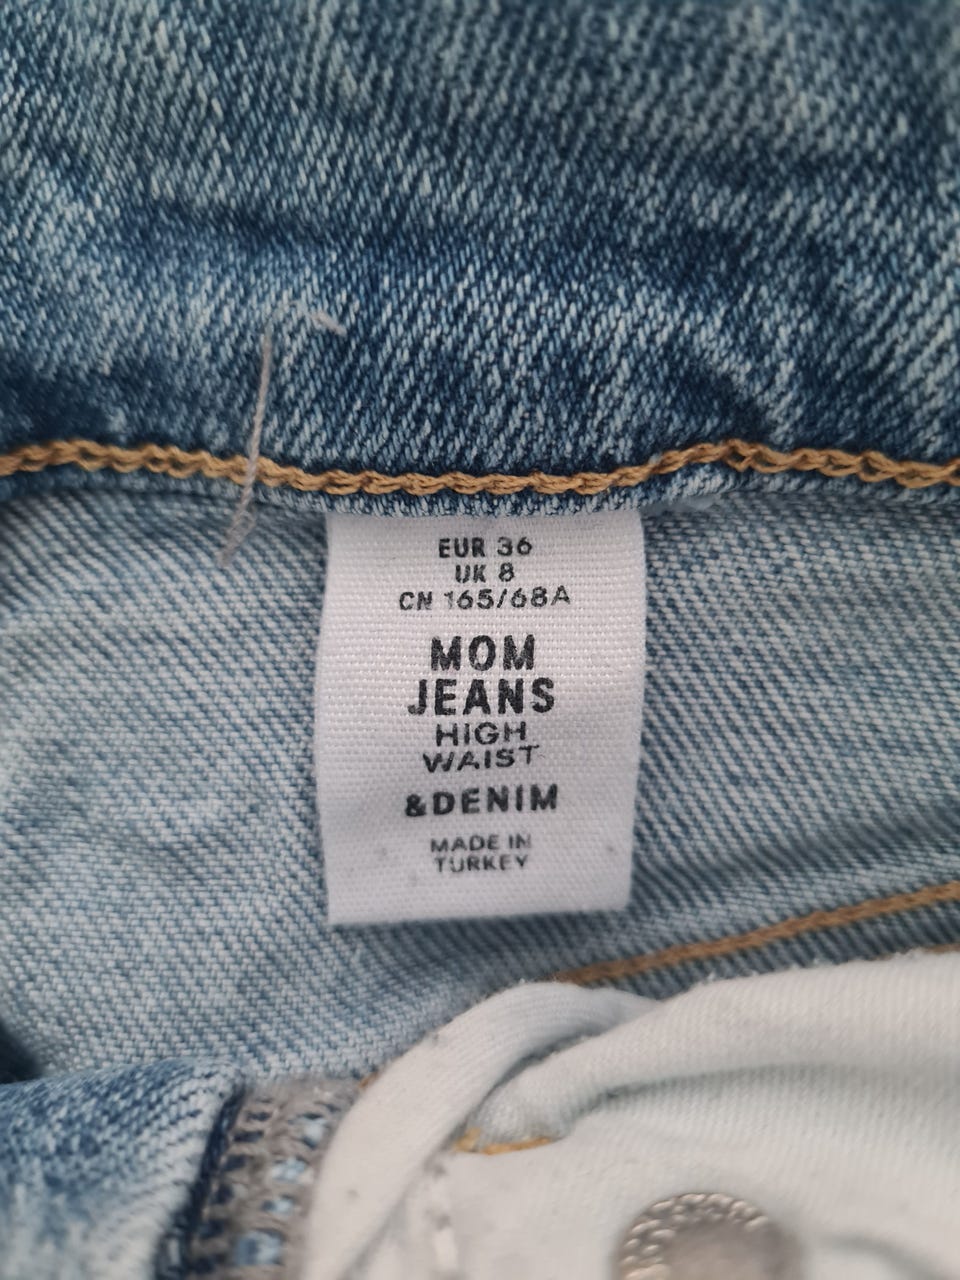 EUR 36
UK 8
CN 165/68A
MOM
JEANS
HIGH
WAIST
&DENIM
MADE IN
TURKEY